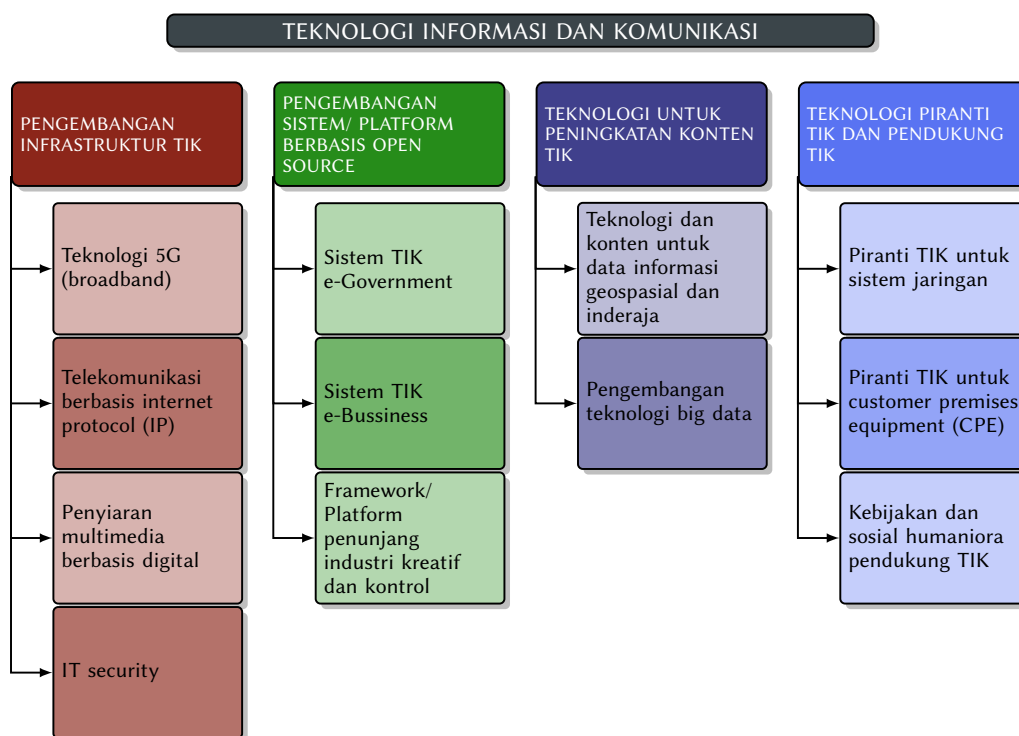 TEKNOLOGI INFORMASI DAN KOMUNIKASI
PENGEMBANGAN
INFRASTRUKTUR TIK
Teknologi 5G
(broadband)
Telekomunikasi
berbasis internet
protocol (IP)
Penyiaran
multimedia
berbasis digital
IT security
PENGEMBANGAN
SISTEM/ PLATFORM
BERBASIS OPEN
SOURCE
Sistem TIK
e-Government
Sistem TIK
e-Bussiness
Framework/
Platform
penunjang
industri kreatif
dan kontrol
TEKNOLOGI UNTUK
PENINGKATAN KONTEN
TIK
Teknologi dan
konten untuk
data informasi
geospasial dan
inderaja
Pengembangan
teknologi big data
TEKNOLOGI PIRANTI
TIK DAN PENDUKUNG
TIK
Piranti TIK untuk
sistem jaringan
Piranti TIK untuk
customer premises
equipment (CPE)
Kebijakan dan
sosial humaniora
pendukung TIK